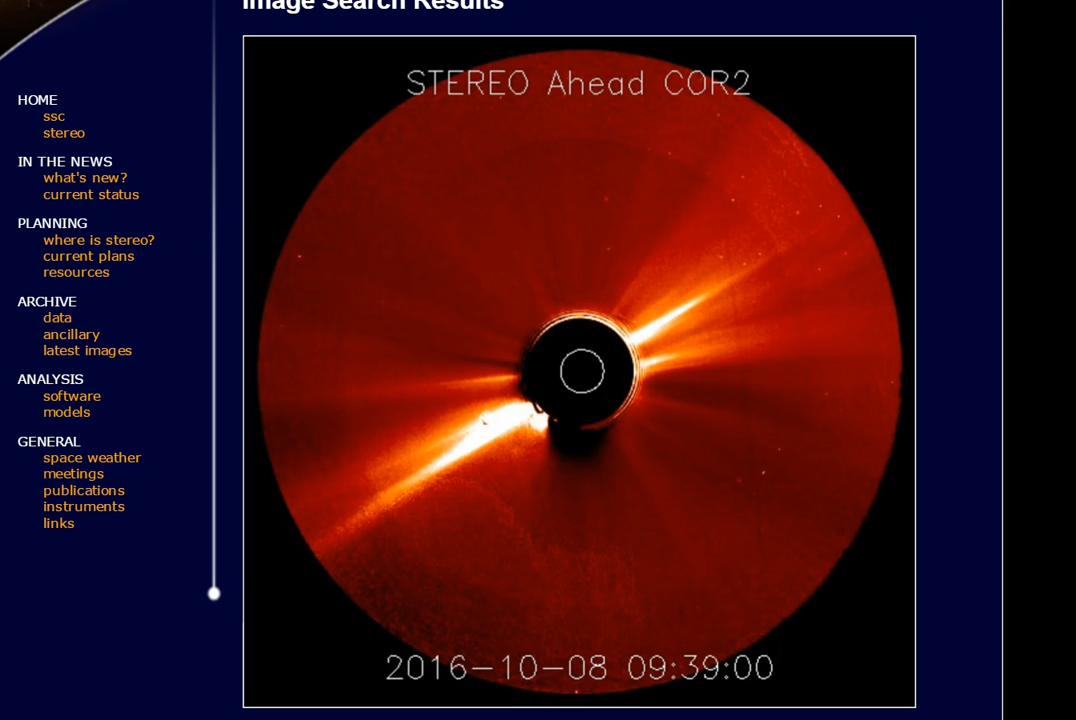 Image Search Results
HOME
ssc
stereo
IN THE NEWS
what's new?
current status
PLANNING
where is stereo?
current plans
resources
ARCHIVE
data
ancillary
latest images
ANALYSIS
software
models
GENERAL
space weather
meetings
publications
instruments
links
STEREO Ahead COR2
2016-10-08 09:39:00